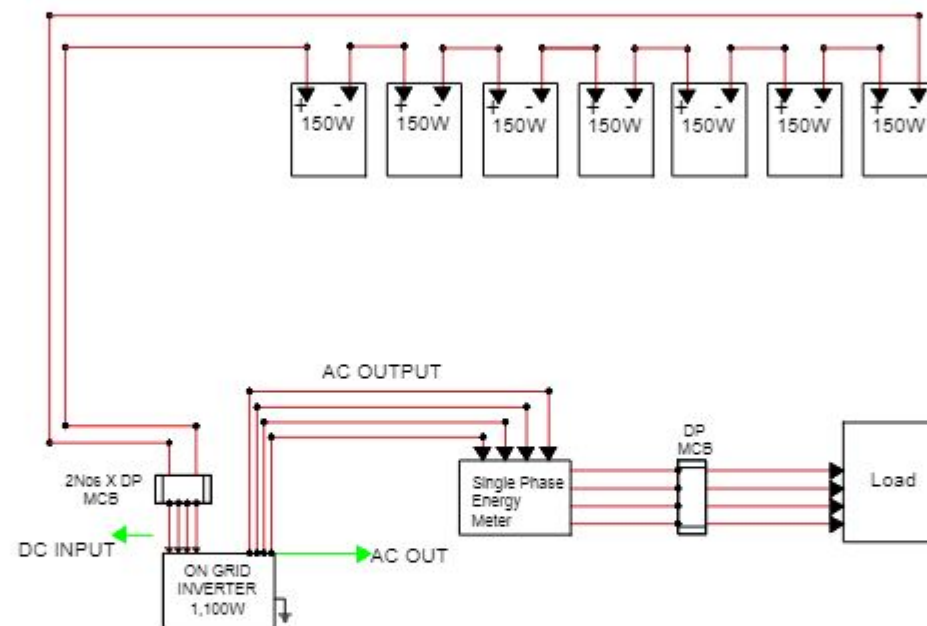 + - + - + - + - + - + - + -
150W 150W 150W 150W 150W 150W 150W
AC OUTPUT
2Nos X DP
MCB
DP
MCB
Single Phase
Energy
Meter
Load
DC INPUT
AC OUT
ON GRID
INVERTER
1,100W